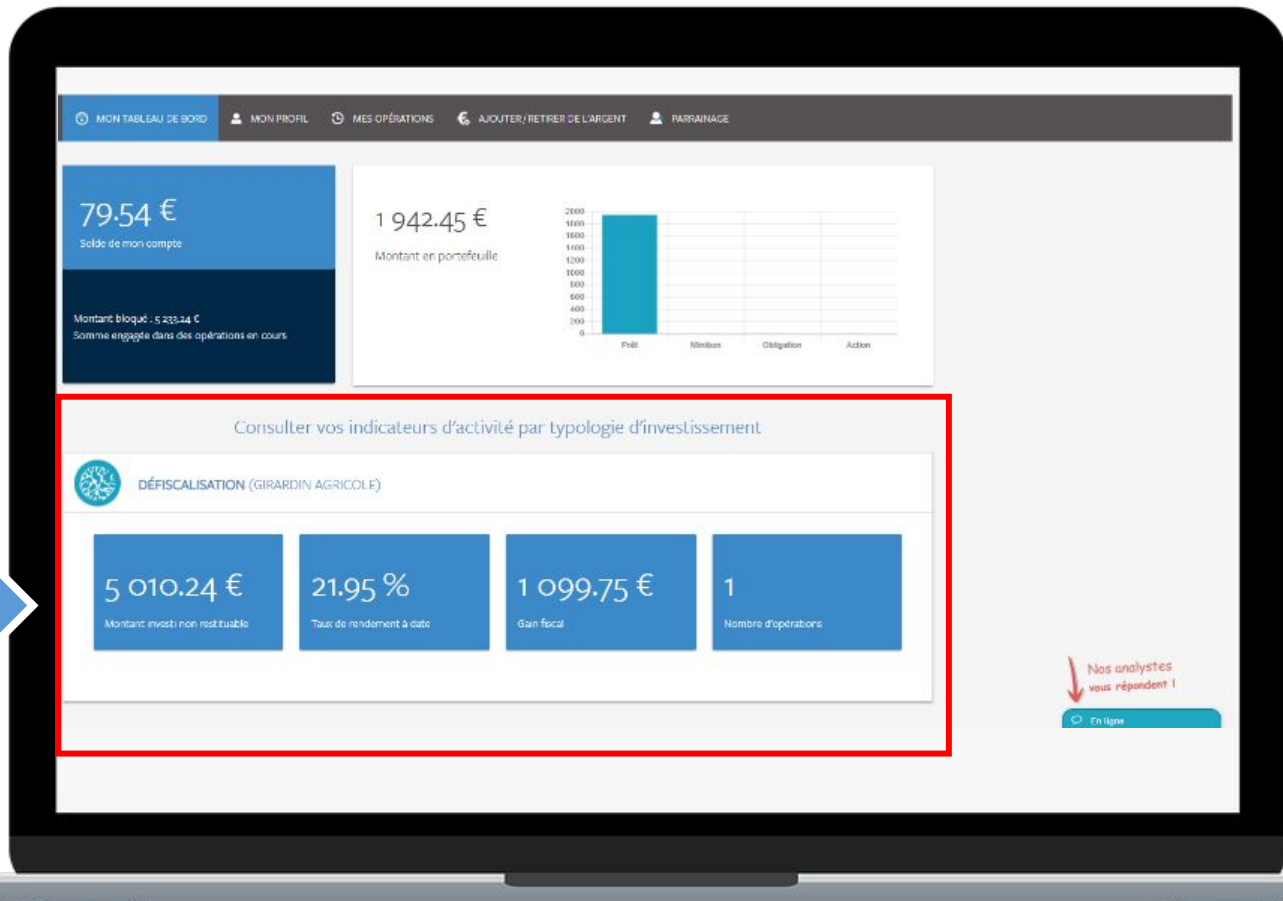 MON TABLEAU DE BORD MON PROFIL MES OPÉRATIONS AJOUTER/RETIRER DE L'ARGENT PARRAINAGE
79.54 €
Solde de mon compte
Montant bloqué : 5 233.24 €
Somme engagée dans des opérations en cours
1 942.45 €
Montant en portefeuille
2000
1800
1600
1400
1200
1000
800
600
400
200
0
Prêt Minibon Obligation Action
Consulter vos indicateurs d'activité par typologie d'investissement
DÉFISCALISATION (GIRARDIN AGRICOLE)
5 010.24 €
Montant investi non restituable
21.95 %
Taux de rendement à date
1 099.75 €
Gain fiscal
1
Nombre d'opérations
Nos analystes
vous répondent !
En ligne